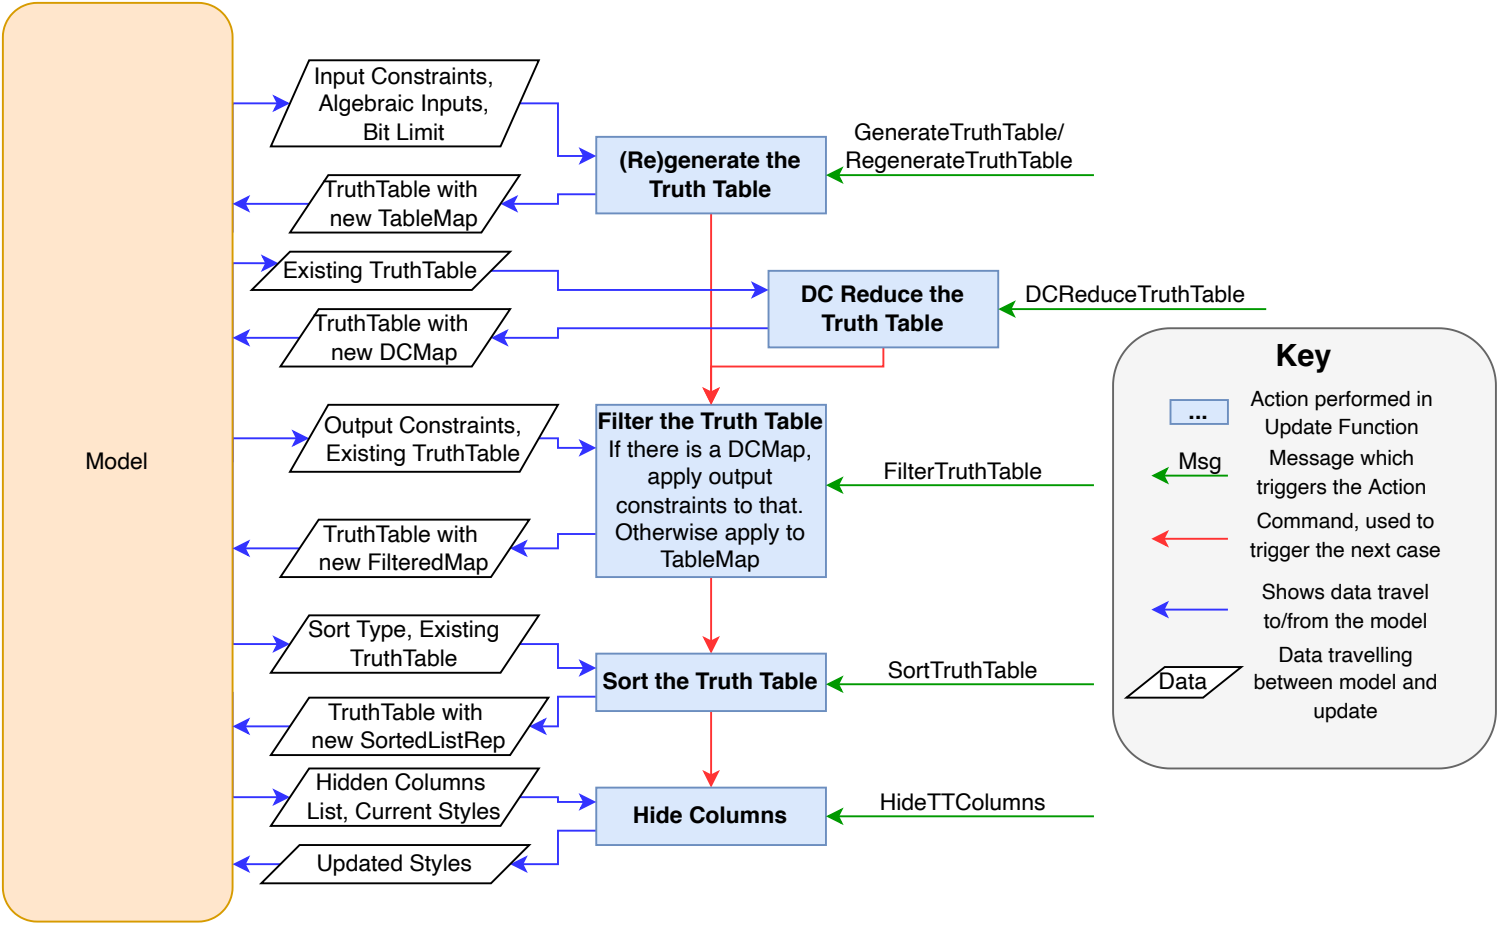 Model
Input Constraints,
Algebraic Inputs,
Bit Limit
(Re)generate the
Truth Table
GenerateTruthTable/
RegenerateTruthTable
TruthTable with
new TableMap
Existing TruthTable
DC Reduce the
Truth Table
DCReduceTruthTable
TruthTable with
new DCMap
Output Constraints,
Existing TruthTable
Filter the Truth Table
If there is a DCMap,
apply output
constraints to that.
Otherwise apply to
TableMap
FilterTruthTable
TruthTable with
new FilteredMap
Sort Type, Existing
TruthTable
Sort the Truth Table
SortTruthTable
TruthTable with
new SortedListRep
Hidden Columns
List, Current Styles
Hide Columns
HideTTColumns
Updated Styles
Key
...
Action performed in
Update Function
Msg
Message which
triggers the Action
Command, used to
trigger the next case
Shows data travel
to/from the model
Data
Data travelling
between model and
update